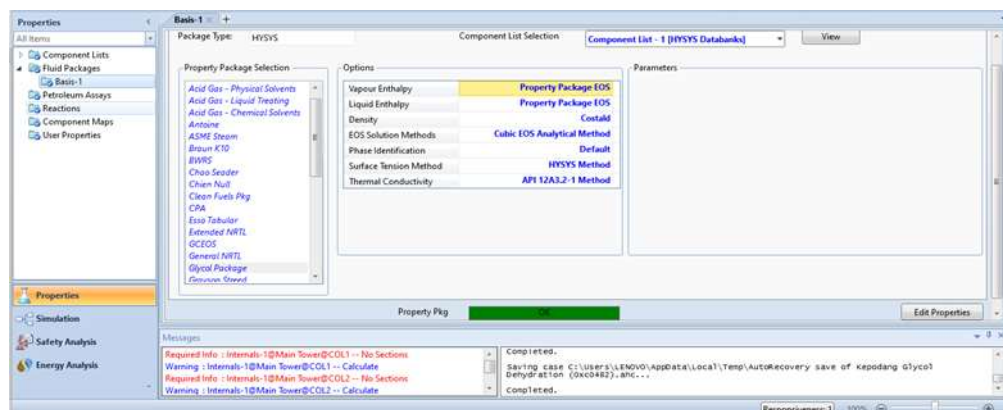 Properties
All Items
Component Lists
Fluid Packages
Basis-1
Petroleum Assays
Reactions
Component Maps
User Properties
Properties
Simulation
Safety Analysis
Energy Analysis
Basis-1
Package Type: HYSYS
Component List Selection Component List - 1 [HYSYS Databanks] View
Property Package Selection
Acid Gas - Physical Solvents
Acid Gas - Liquid Treating
Acid Gas - Chemical Solvents
Antoine
ASME Steam
Braun K10
BWRS
Chao Seader
Chien Null
Clean Fuels Pkg
CPA
Esso Tabular
Extended NRTL
GCEOS
General NRTL
Glycol Package
Grayson Streed
Options
Vapour Enthalpy Property Package EOS
Liquid Enthalpy Property Package EOS
Density Costald
EOS Solution Methods Cubic EOS Analytical Method
Phase Identification Default
Surface Tension Method HYSYS Method
Thermal Conductivity API 12A3.2-1 Method
Parameters
Property Pkg OK Edit Properties
Messages
Required Info : Internals-1@Main Tower@COL1 -- No Sections
Warning : Internals-1@Main Tower@COL1 -- Calculate
Required Info : Internals-1@Main Tower@COL2 -- No Sections
Warning : Internals-1@Main Tower@COL2 -- Calculate
Completed.
Saving case C:\Users\LENOVO\AppData\Local\Temp\AutoRecovery save of Kepodang Glycol
Dehydration (0xc0482).ahc...
Completed.
Responsiveness: 1 100%